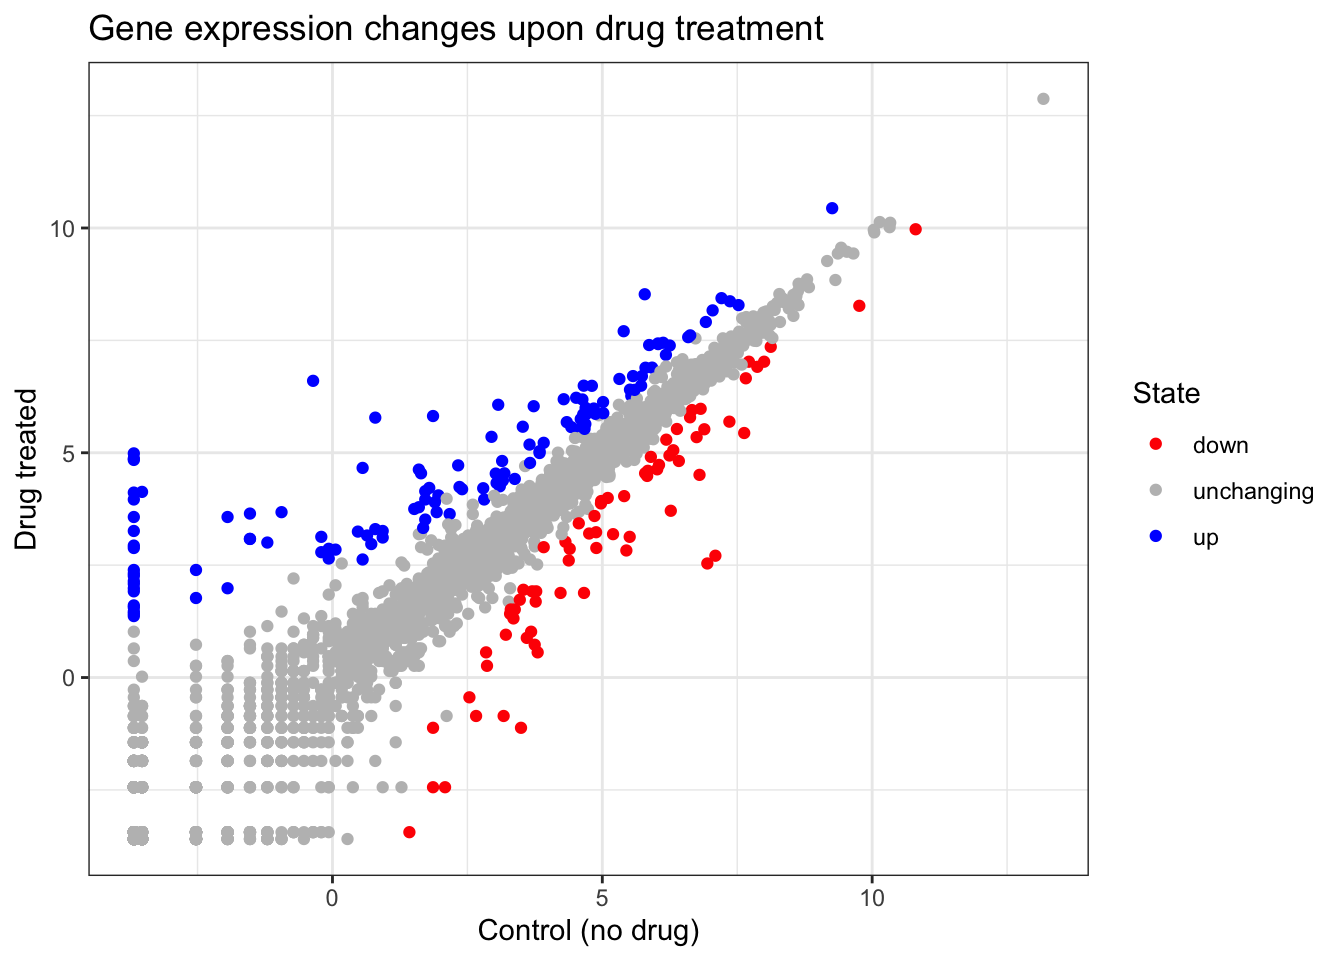 Gene expression changes upon drug treatment
10
5
0
Drug treated
0 5 10
Control (no drug)
State
down
unchanging
up